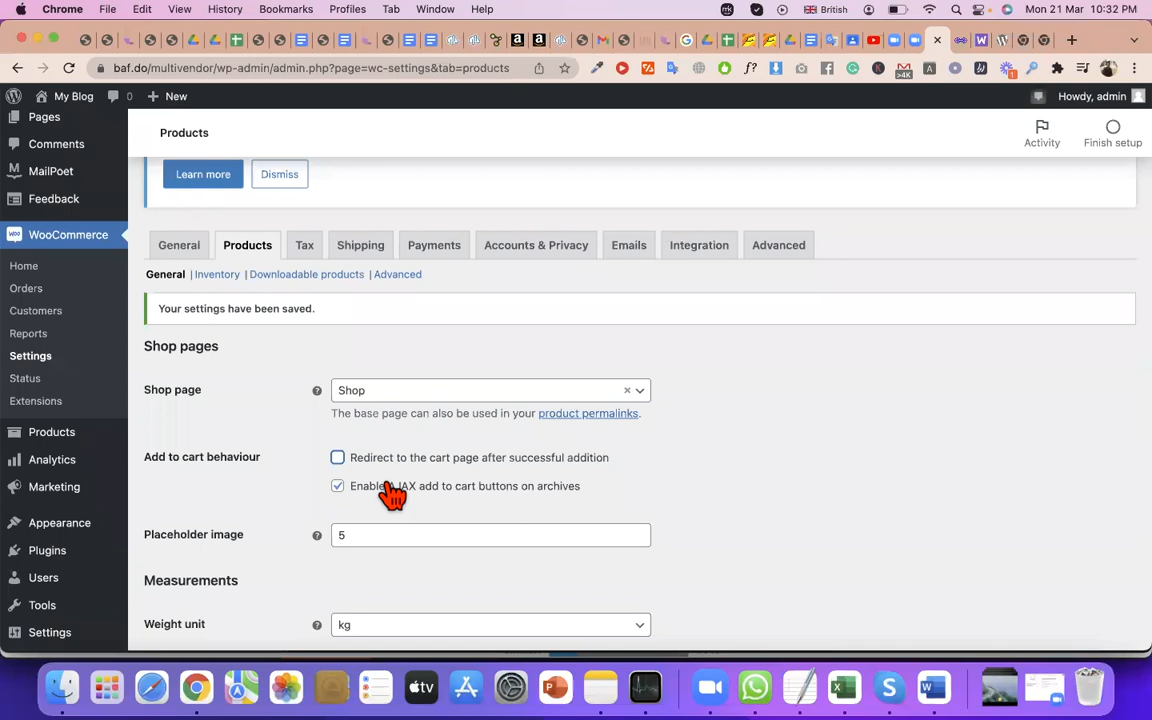 Chrome File Edit View History Bookmarks Profiles Tab Window Help
British Mon 21 Mar 10:32 PM
baf.do/multivendor/wp-admin/admin.php?page=wc-settings&tab=products
My Blog 0 + New
Howdy, admin
Pages
Comments
MailPoet
Feedback
WooCommerce
Home
Orders
Customers
Reports
Settings
Status
Extensions
Products
Analytics
Marketing
Appearance
Plugins
Users
Tools
Settings
Products
Activity
Finish setup
Learn more Dismiss
General Products Tax Shipping Payments Accounts & Privacy Emails Integration Advanced
General | Inventory | Downloadable products | Advanced
Your settings have been saved.
Shop pages
Shop page Shop ×
The base page can also be used in your product permalinks.
Add to cart behaviour Redirect to the cart page after successful addition
Enable AJAX add to cart buttons on archives
Placeholder image 5
Measurements
Weight unit kg
tv